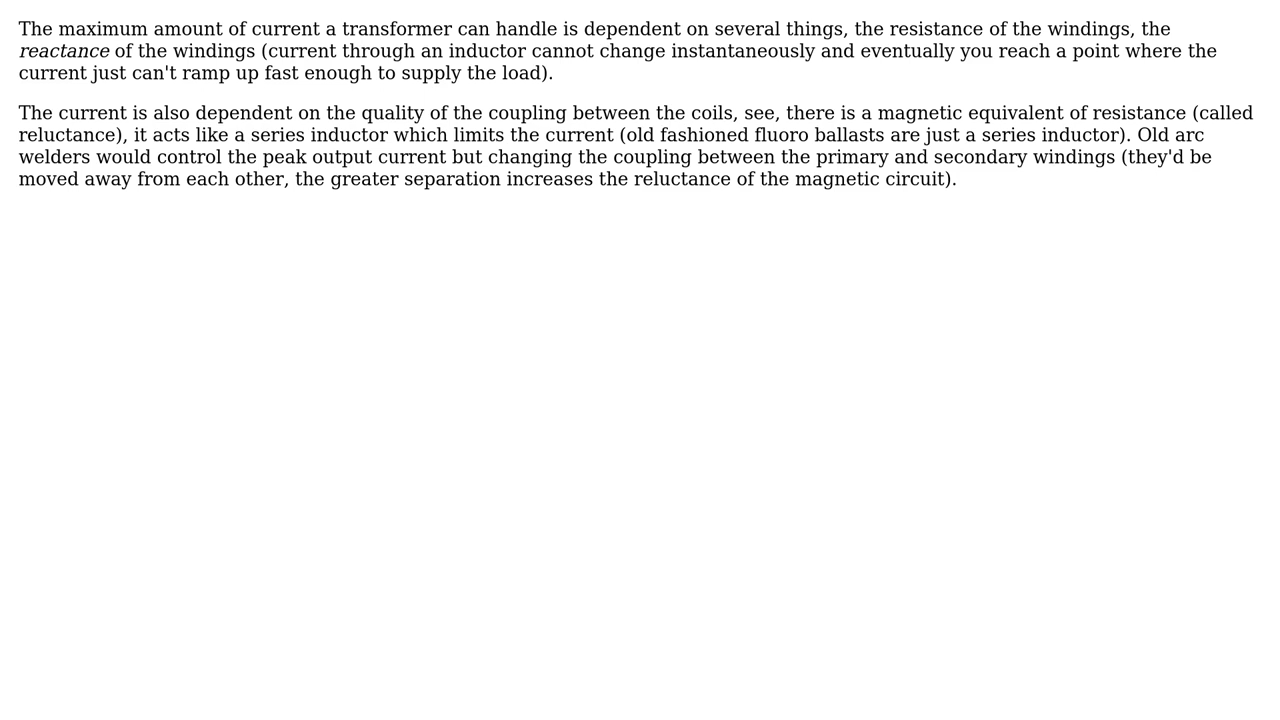 The maximum amount of current a transformer can handle is dependent on several things, the resistance of the windings, the
reactance of the windings (current through an inductor cannot change instantaneously and eventually you reach a point where the
current just can't ramp up fast enough to supply the load).
The current is also dependent on the quality of the coupling between the coils, see, there is a magnetic equivalent of resistance (called
reluctance), it acts like a series inductor which limits the current (old fashioned fluoro ballasts are just a series inductor). Old arc
welders would control the peak output current but changing the coupling between the primary and secondary windings (they'd be
moved away from each other, the greater separation increases the reluctance of the magnetic circuit).